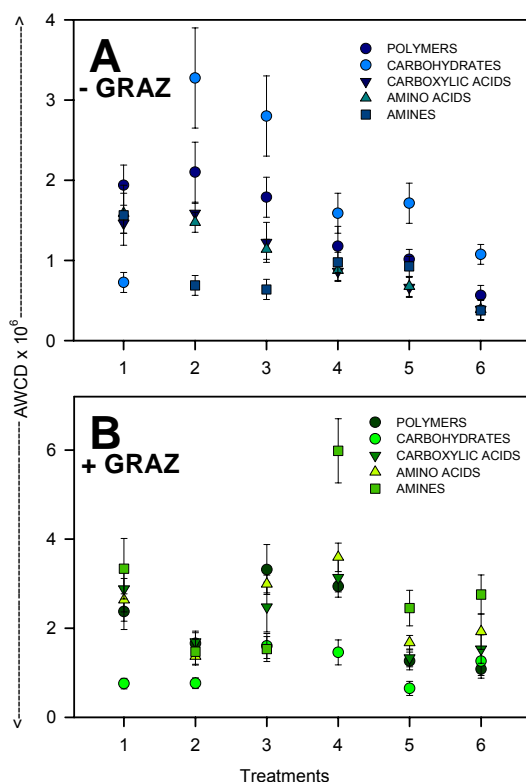 4
3
2
1
0
A
- GRAZ
POLYMERS
CARBOHYDRATES
CARBOXYLIC ACIDS
AMINO ACIDS
AMINES
1 2 3 4 5 6
<----------------------------------AWCD x 10⁶---------------------------------->
6
4
2
0
B
+ GRAZ
POLYMERS
CARBOHYDRATES
CARBOXYLIC ACIDS
AMINO ACIDS
AMINES
1 2 3 4 5 6
Treatments